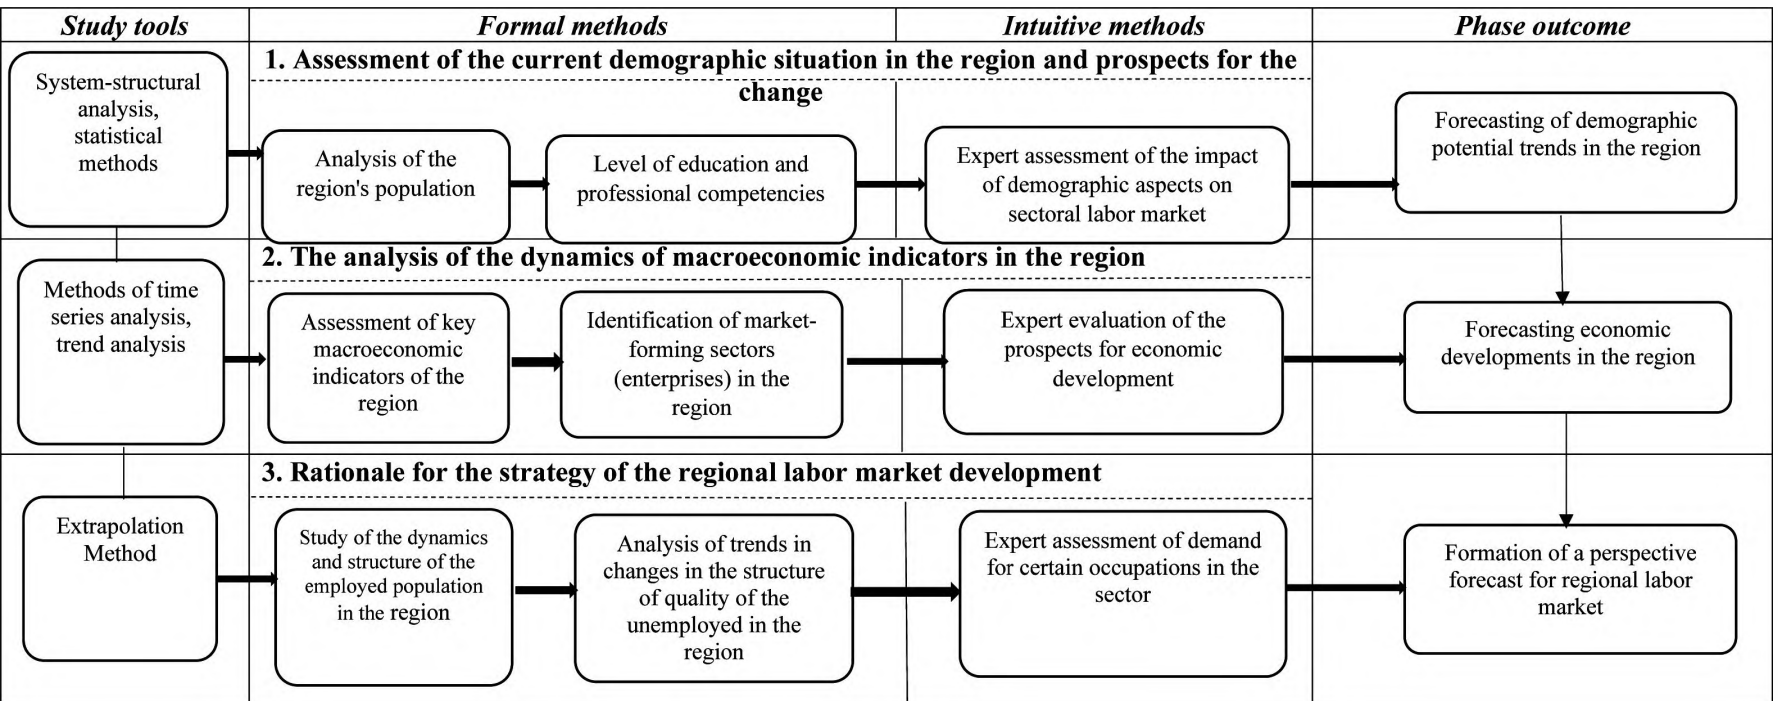 Study tools
Formal methods
Intuitive methods
Phase outcome
1. Assessment of the current demographic situation in the region and prospects for the
change
System-structural
analysis,
statistical
methods
Analysis of the
region's population
Level of education and
professional competencies
Expert assessment of the impact
of demographic aspects on
sectoral labor market
Forecasting of demographic
potential trends in the region
2. The analysis of the dynamics of macroeconomic indicators in the region
Methods of time
series analysis,
trend analysis
Assessment of key
macroeconomic
indicators of the
region
Identification of market-
forming sectors
(enterprises) in the
region
Expert evaluation of the
prospects for economic
development
Forecasting economic
developments in the region
3. Rationale for the strategy of the regional labor market development
Extrapolation
Method
Study of the dynamics
and structure of the
employed population
in the region
Analysis of trends in
changes in the structure
of quality of the
unemployed in the
region
Expert assessment of demand
for certain occupations in the
sector
Formation of a perspective
forecast for regional labor
market